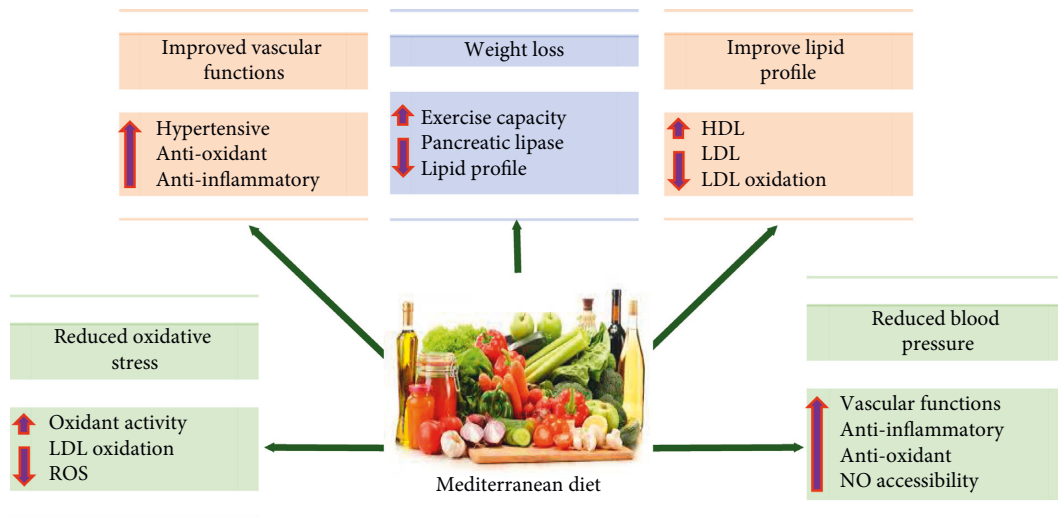 Improved vascular
functions
Hypertensive
Anti-oxidant
Anti-inflammatory
Weight loss
Exercise capacity
Pancreatic lipase
Lipid profile
Improve lipid
profile
HDL
LDL
LDL oxidation
Reduced oxidative
stress
Oxidant activity
LDL oxidation
ROS
Mediterranean diet
Reduced blood
pressure
Vascular functions
Anti-inflammatory
Anti-oxidant
NO accessibility